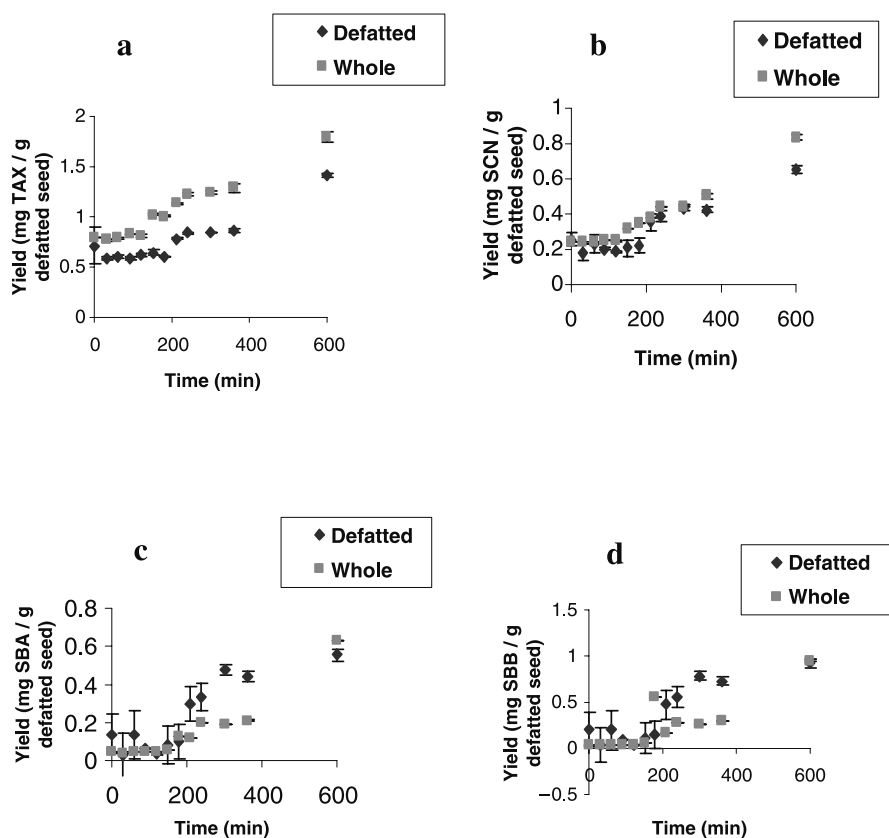 a
Defatted
Whole
Yield (mg TAX / g
defatted seed)
2
1.5
1
0.5
0
0 200 400 600
Time (min)
b
Defatted
Whole
Yield (mg SCN / g
defatted seed)
1
0.8
0.6
0.4
0.2
0
0 200 400 600
Time (min)
c
Defatted
Whole
Yield (mg SBA / g
defatted seed)
0.8
0.6
0.4
0.2
0
0 200 400 600
Time (min)
d
Defatted
Whole
Yield (mg SBB / g
defatted seed)
1.5
1
0.5
0
−0.5
0 200 400 600
Time (min)